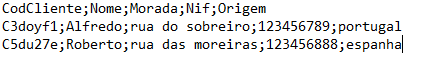 CodCliente;Nome;Morada;Nif;Origem
C3doyf1;Alfredo;rua do sobreiro;123456789;portugal
C5du27e;Roberto;rua das moreiras;123456888;espanha